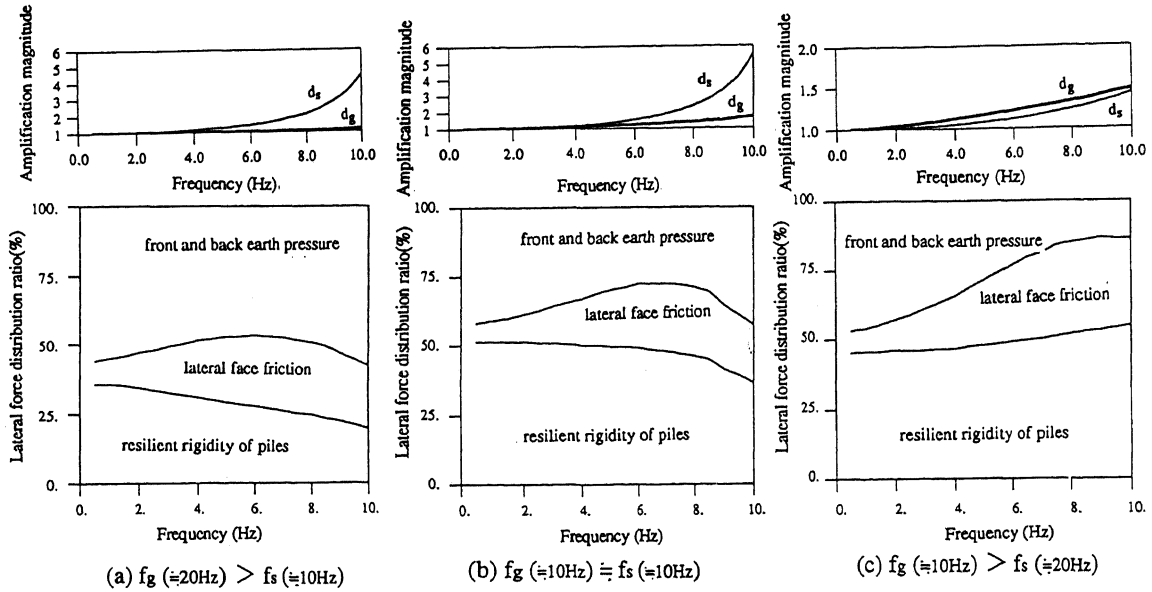 Amplification magnitude
6
5
4
3
2
1
ds
dg
0.0 2.0 4.0 6.0 8.0 10.0
Frequency (Hz).
Lateral force distribution ratio(%)
100.
75.
50.
25.
0.
front and back earth pressure
lateral face friction
resilient rigidity of piles
0. 2. 4. 6. 8. 10.
Frequency (Hz)
(a) fg (≒20Hz) > fs (≒10Hz)
Amplification magnitude
6
5
4
3
2
1
ds
dg
0.0 2.0 4.0 6.0 8.0 10.0
Frequency (Hz)
Lateral force distribution ratio(%)
100.
75.
50.
25.
0.
front and back earth pressure
lateral face friction
resilient rigidity of piles
0. 2. 4. 6. 8. 10.
Frequency (Hz)
(b) fg (≒10Hz) ≒ fs (≒10Hz)
Amplification magnitude
2.0
1.5
1.0
dg
ds
0.0 2.0 4.0 6.0 8.0 10.0
Frequency (Hz)
Lateral force distribution ratio(%)
100.
75.
50.
25.
0.
front and back earth pressure
lateral face friction
resilient rigidity of piles
0. 2. 4. 6. 8. 10.
Frequency (Hz)
(c) fg (≒10Hz) > fs (≒20Hz)